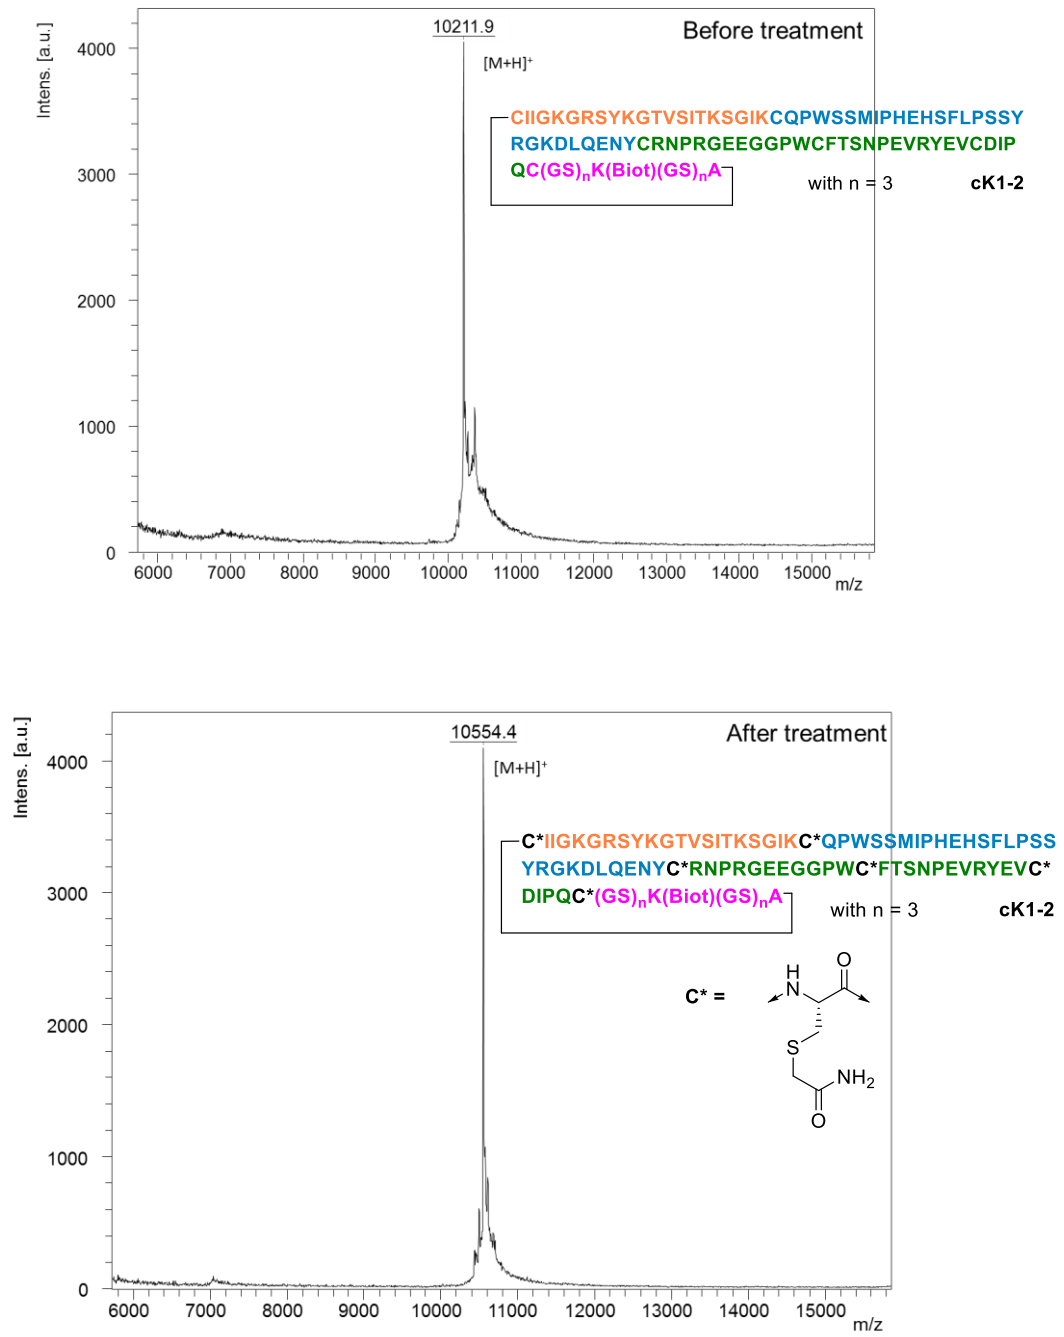 10211.9
Before treatment
Intens. [a.u.]
[M+H]+
4000
3000
2000
1000
0
CIIGKGRSYKGTVSITKSGIKCQPWSSMIPHEHSFLPSSY
RGKDLQENYCRNPRGEEGGPWCFTSNPEVRYEVCDIP
QC(GS)nK(Biot)(GS)nA
with n = 3
cK1-2
6000 7000 8000 9000 10000 11000 12000 13000 14000 15000
m/z
10554.4
After treatment
Intens. [a.u.]
[M+H]+
4000
3000
2000
1000
0
C*IIGKGRSYKGTVSITKSGIKC*QPWSSMIPHEHSFLPSS
YRGKDLQENYC*RNPRGEEGGPWC*FTSNPEVRYEVC*
DIPQC*(GS)nK(Biot)(GS)nA
with n = 3
cK1-2
C* =
H
N
O
S
NH2
O
6000 7000 8000 9000 10000 11000 12000 13000 14000 15000
m/z